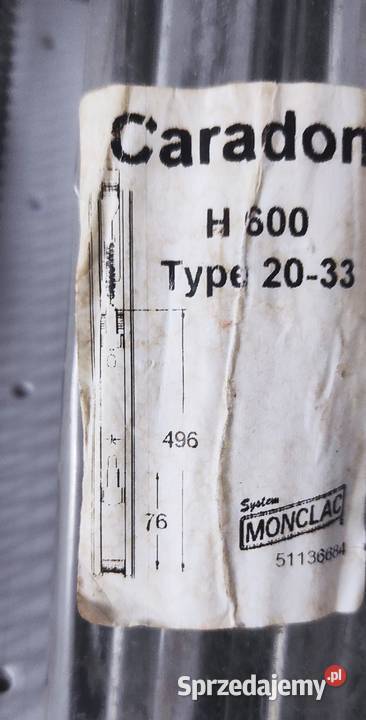 Caradon
H 600
Type 20-33
496
76
System
MONCLAC
51136684
Sprzedajemy.pl